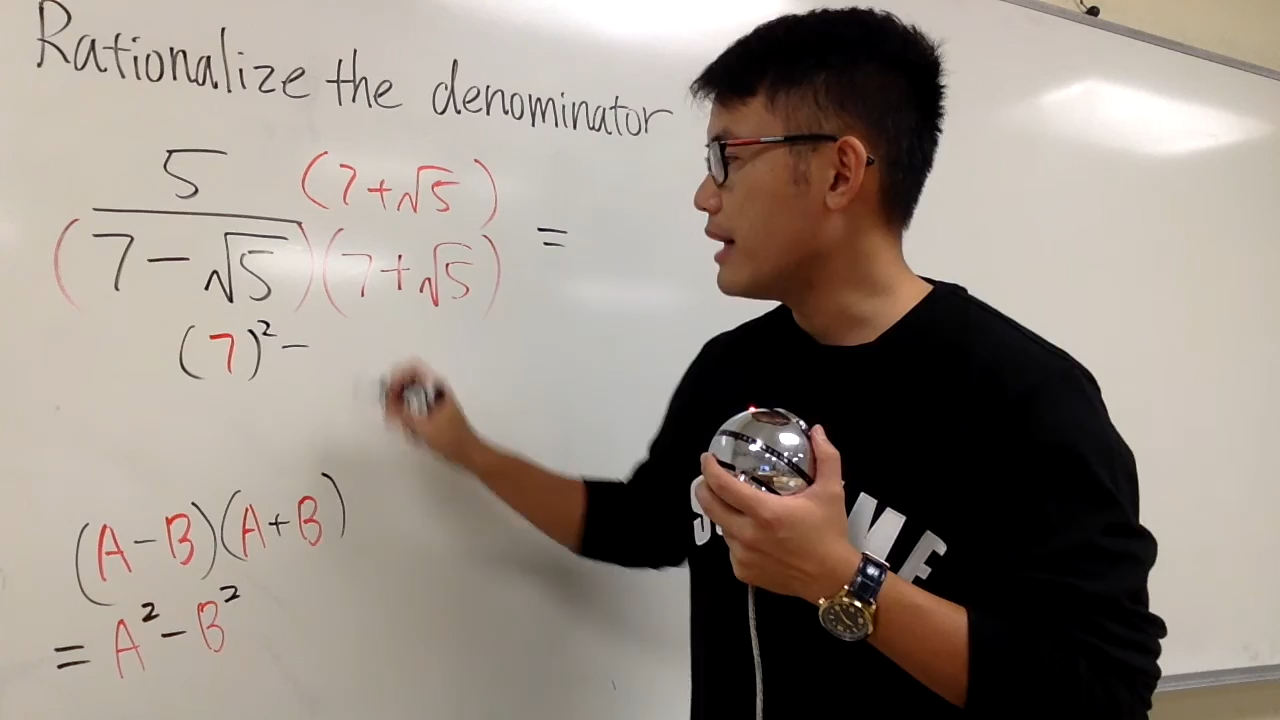 Rationalize the denominator
5 (7+√5)
(7-√5)(7+√5) =
(7)² -
(A-B)(A+B)
= A² - B²